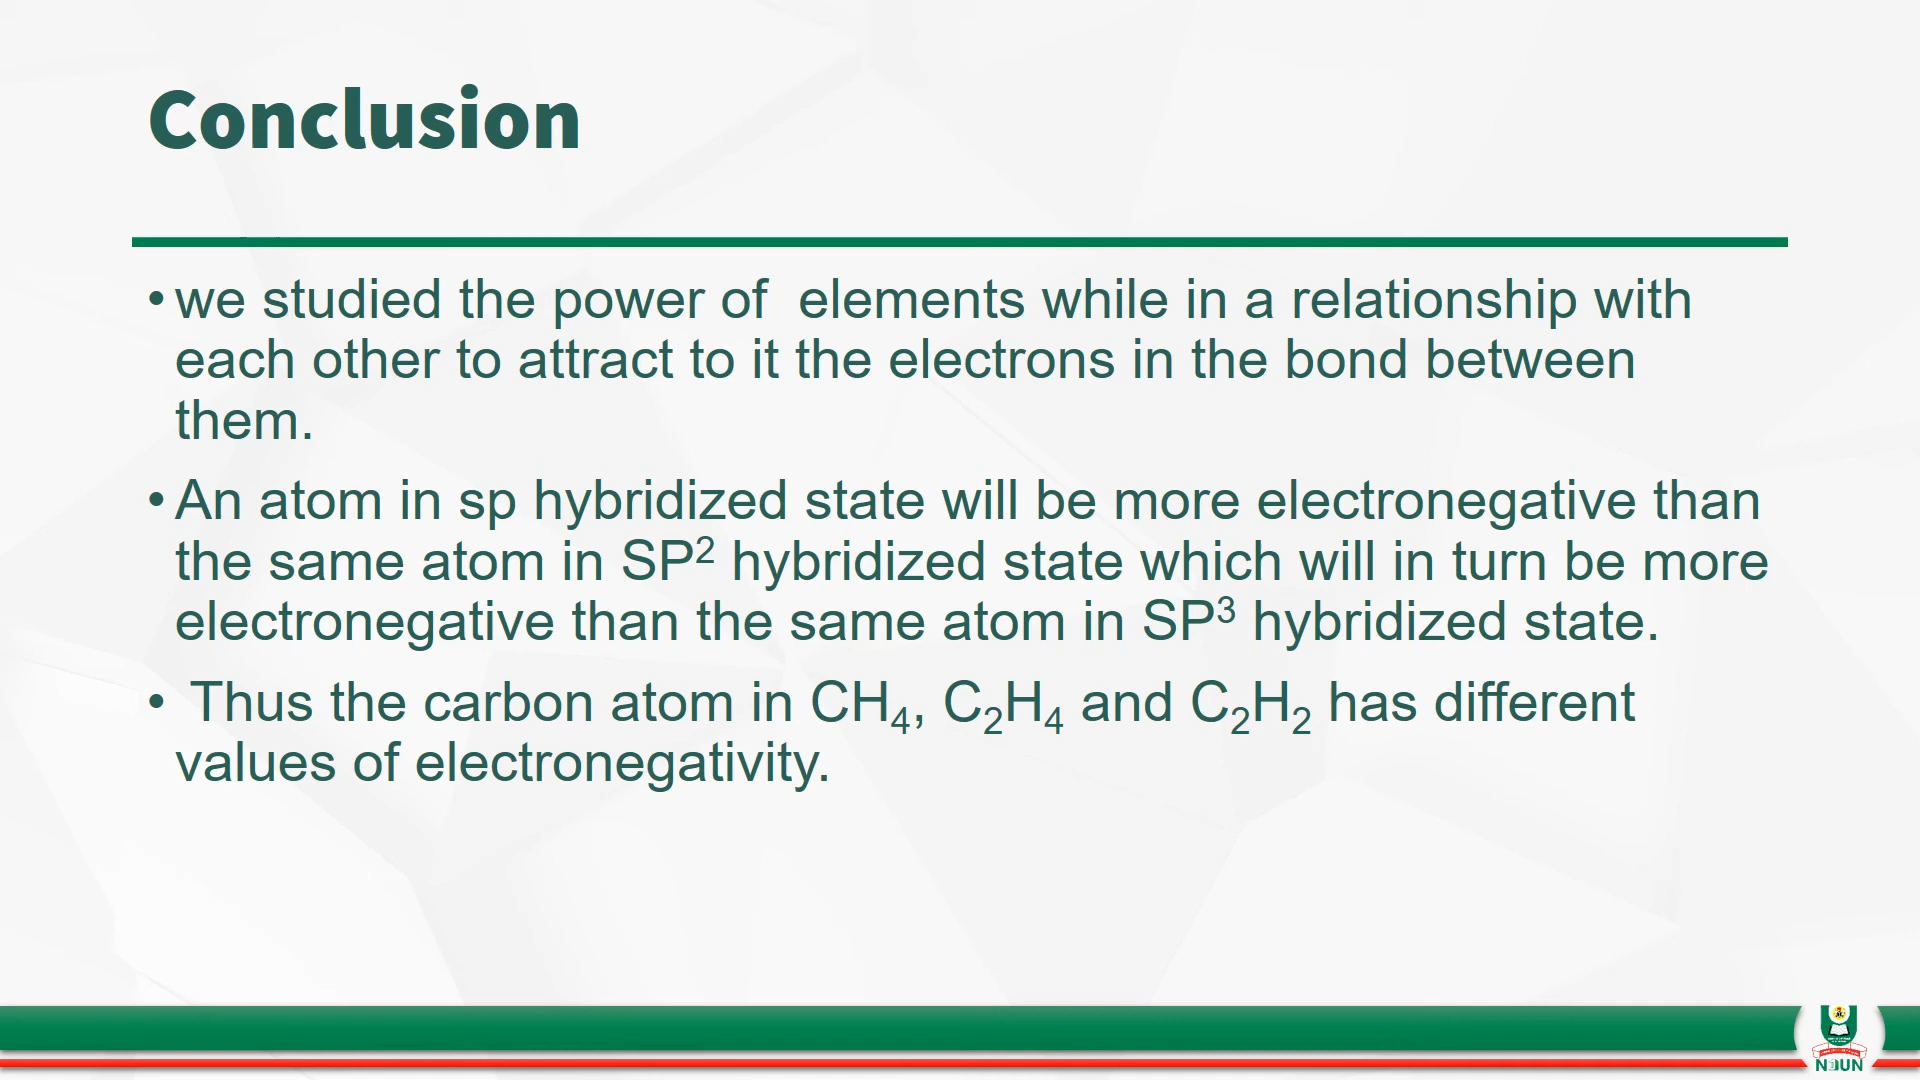 Conclusion
• we studied the power of  elements while in a relationship with
each other to attract to it the electrons in the bond between
them.
• An atom in sp hybridized state will be more electronegative than
the same atom in SP² hybridized state which will in turn be more
electronegative than the same atom in SP³ hybridized state.
• Thus the carbon atom in CH₄, C₂H₄ and C₂H₂ has different
values of electronegativity.